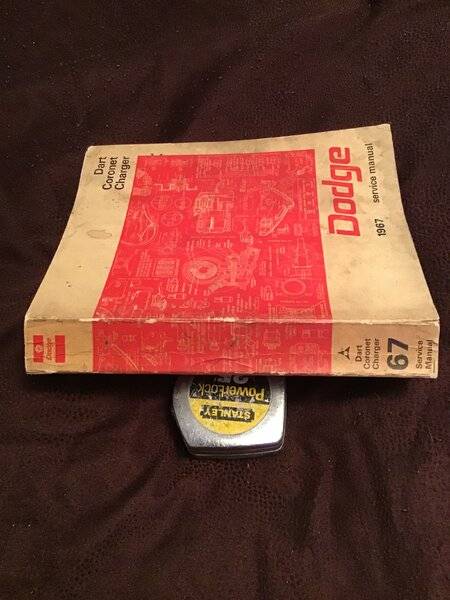 Dart
Coronet
Charger
Dodge
1967 service manual
Dodge
Dart
Coronet
Charger
67
Service
Manual
PowerLock
STANLEY